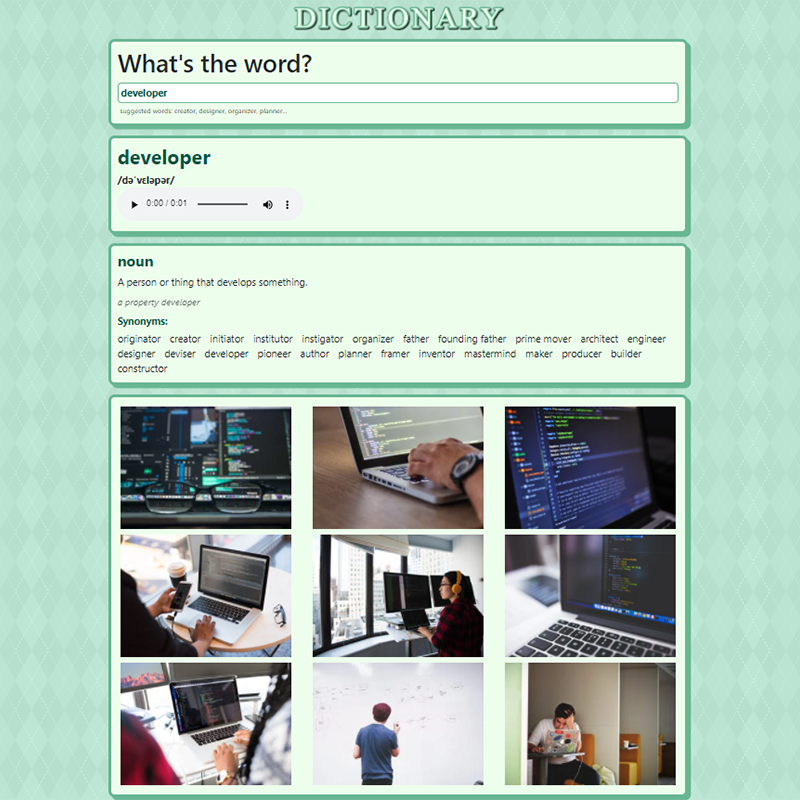 DICTIONARY
What's the word?
developer
suggested words: creator, designer, organizer, planner...
developer
/dəˈvɛləpər/
0:00 / 0:01
noun
A person or thing that develops something.
a property developer
Synonyms:
originator creator initiator institutor instigator organizer father founding father prime mover architect engineer
designer deviser developer pioneer author planner framer inventor mastermind maker producer builder
constructor